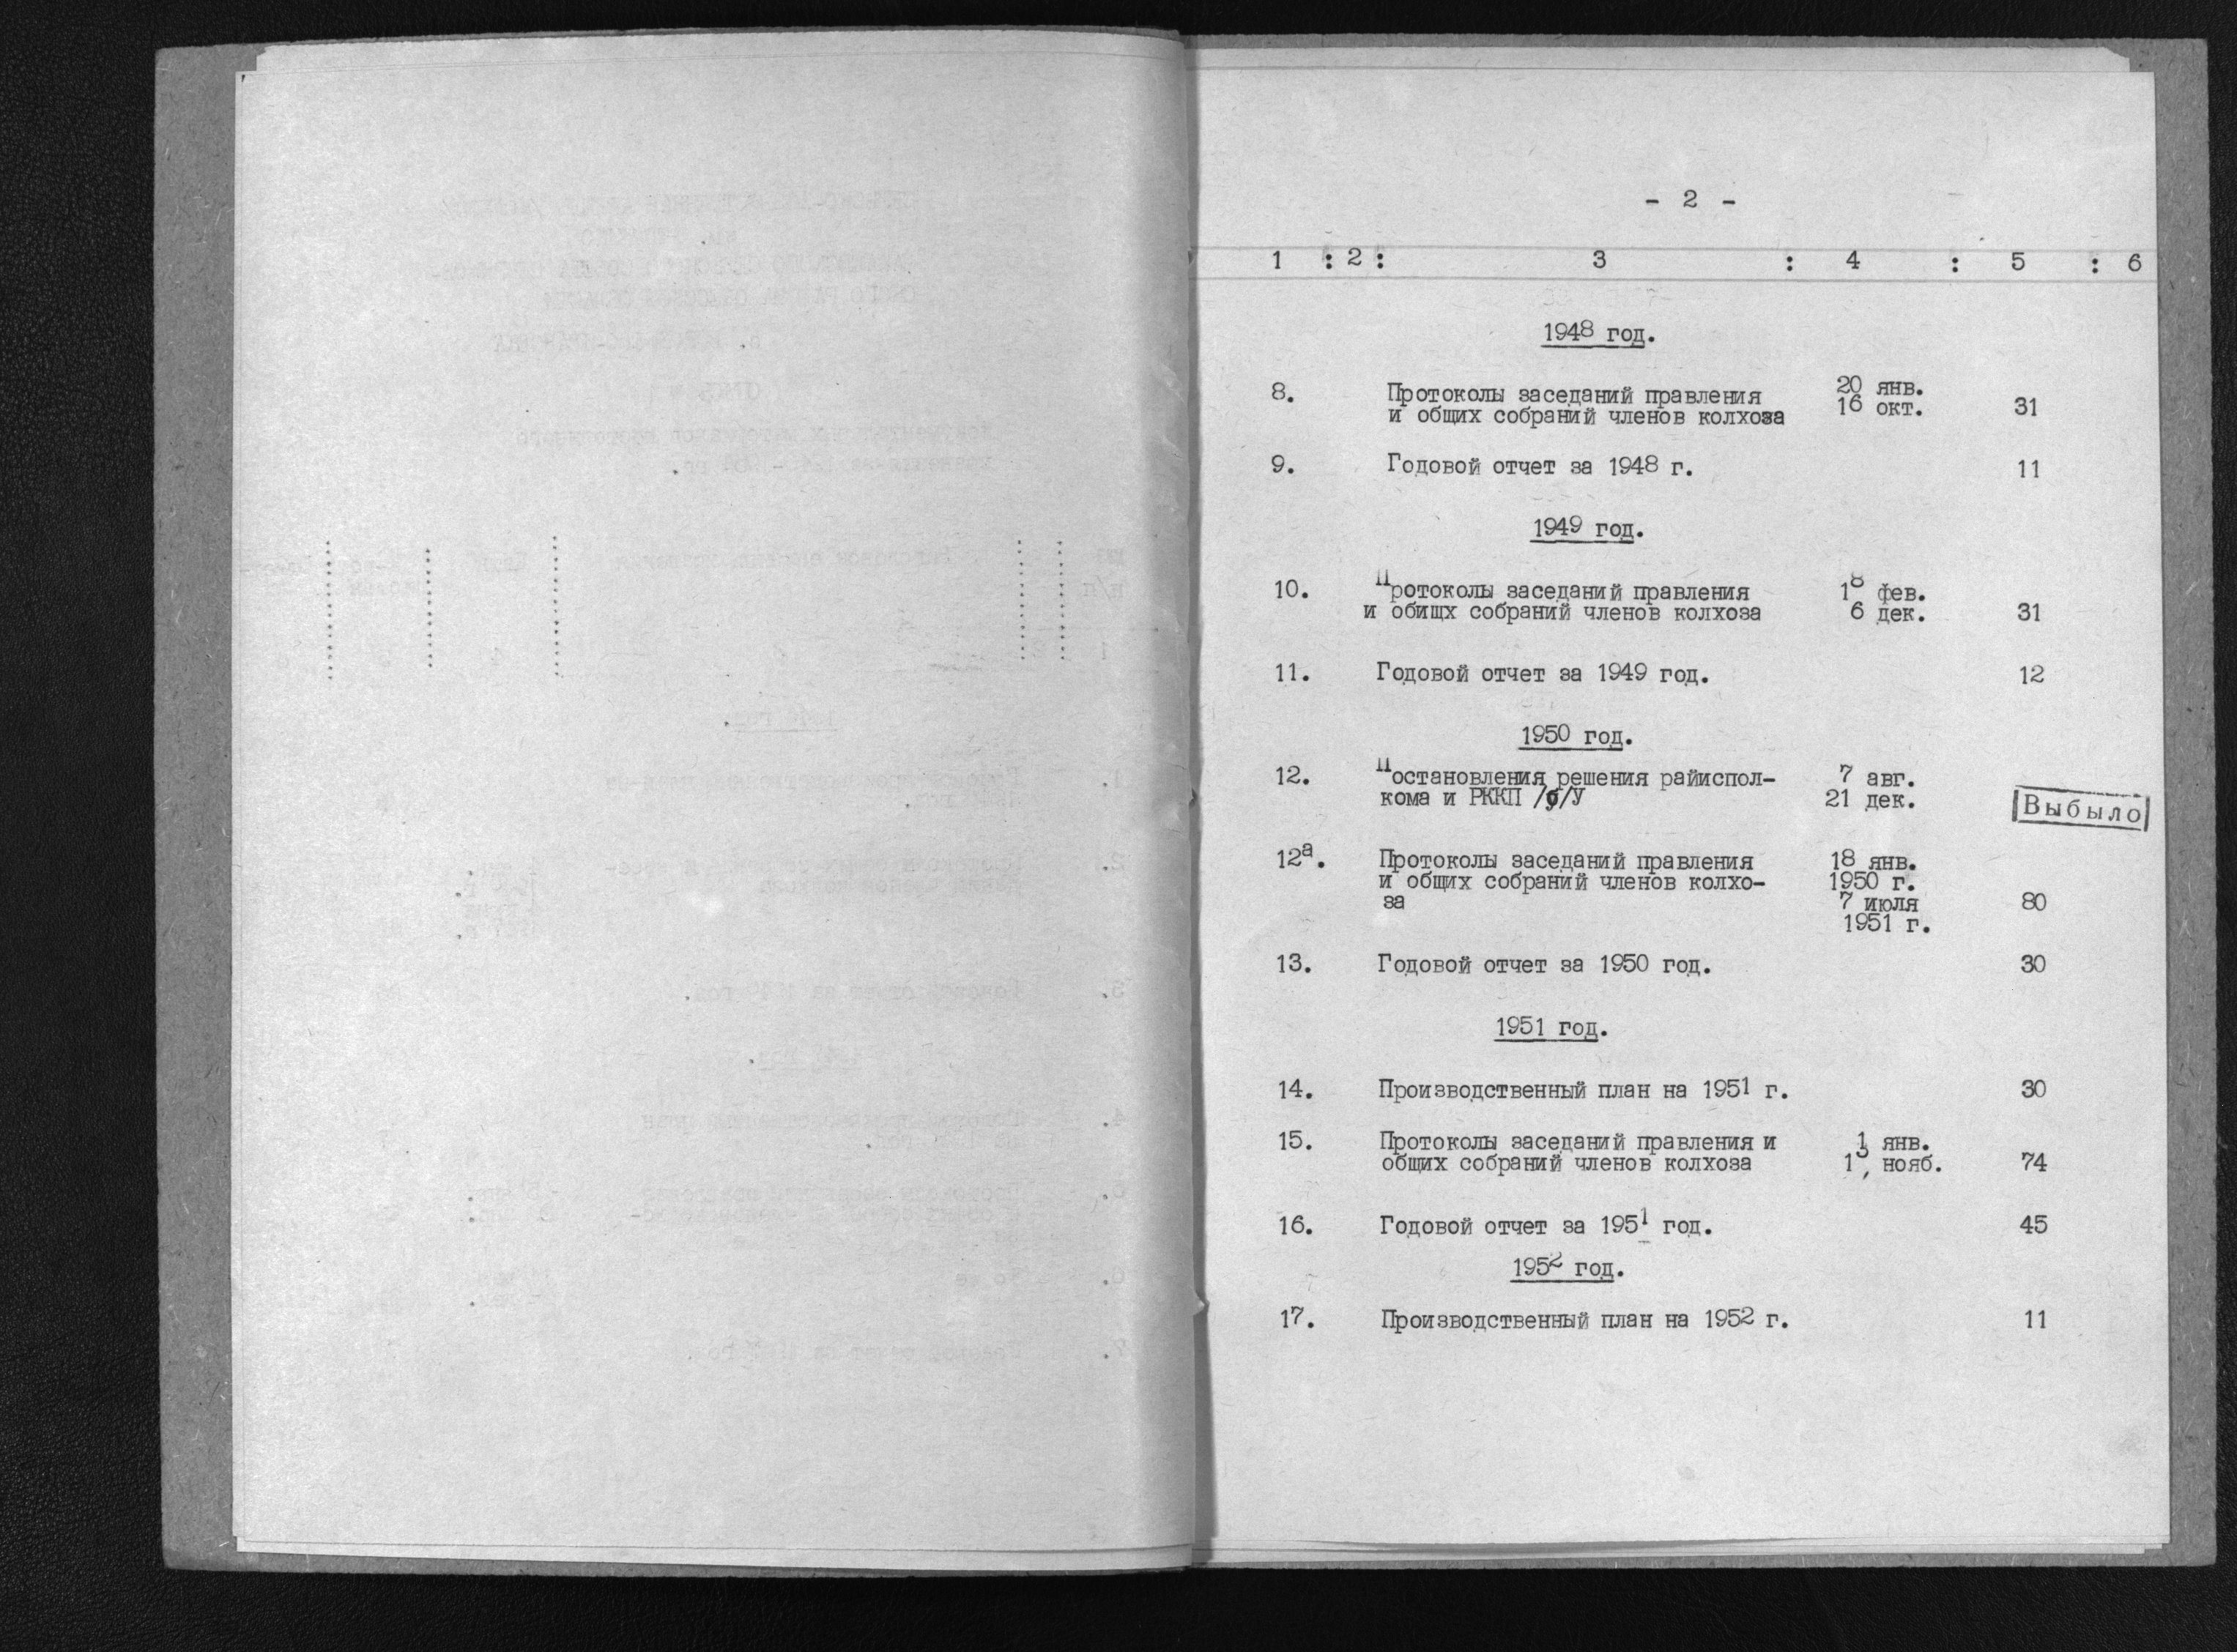 - 2 -
1 : 2 : 3 : 4 : 5 : 6
1948 год.
8. Протоколы заседаний правления 20 янв.
и общих собраний членов колхоза 16 окт. 31
9. Годовой отчет за 1948 г. 11
1949 год.
10. Протоколы заседаний правления 18 фев.
и обищх собраний членов колхоза 6 дек. 31
11. Годовой отчет за 1949 год. 12
1950 год.
12. Постановления решения райиспол- 7 авг.
кома и РККП /б/У 21 дек. Выбыло
12а. Протоколы заседаний правления 18 янв.
и общих собраний членов колхо- 1950 г.
за 7 июля 80
1951 г.
13. Годовой отчет за 1950 год. 30
1951 год.
14. Производственный план на 1951 г. 30
15. Протоколы заседаний правления и 1 янв.
общих собраний членов колхоза нояб. 74
16. Годовой отчет за 1951 год. 45
1952 год.
17. Производственный план на 1952 г. 11